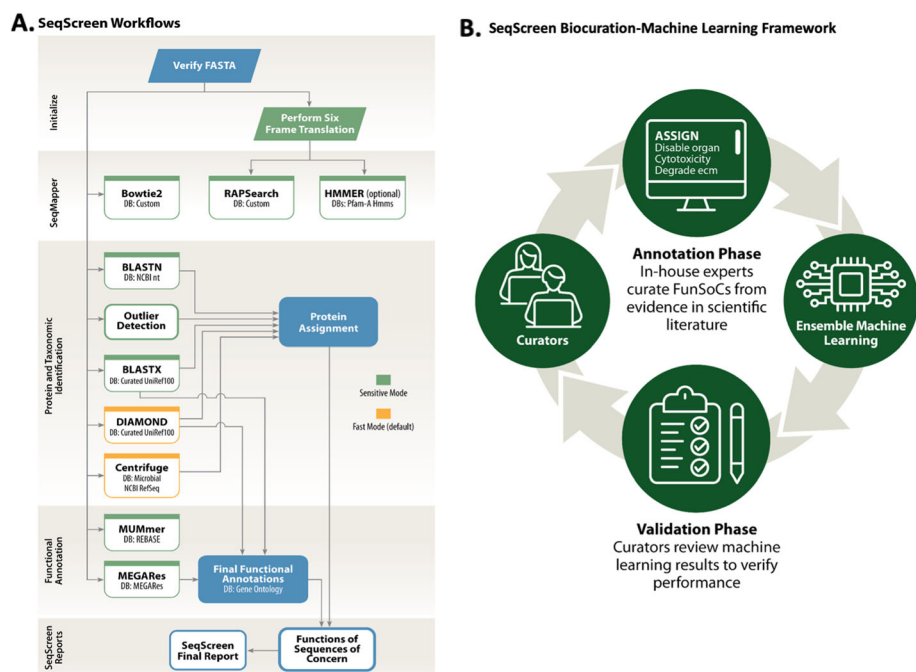 A. SeqScreen Workflows
Initialize
Verify FASTA
Perform Six
Frame Translation
SeqMapper
Bowtie2
DB: Custom
RAPSearch
DB: Custom
HMMER (optional)
DBs: Pfam-A Hmms
Protein and Taxonomic
Identification
BLASTN
DB: NCBI nt
Outlier
Detection
BLASTX
DB: Curated UniRef100
DIAMOND
DB: Curated UniRef100
Centrifuge
DB: Microbial
NCBI RefSeq
Protein
Assignment
Sensitive Mode
Fast Mode (default)
Functional
Annotation
MUMmer
DB: REBASE
MEGARes
DB: MEGARes
Final Functional
Annotations
DB: Gene Ontology
SeqScreen
Reports
SeqScreen
Final Report
Functions of
Sequences of
Concern
B. SeqScreen Biocuration-Machine Learning Framework
ASSIGN
Disable organ
Cytotoxicity
Degrade ecm
Annotation Phase
In-house experts
curate FunSoCs from
evidence in scientific
literature
Curators
Ensemble Machine
Learning
Validation Phase
Curators review machine
learning results to verify
performance